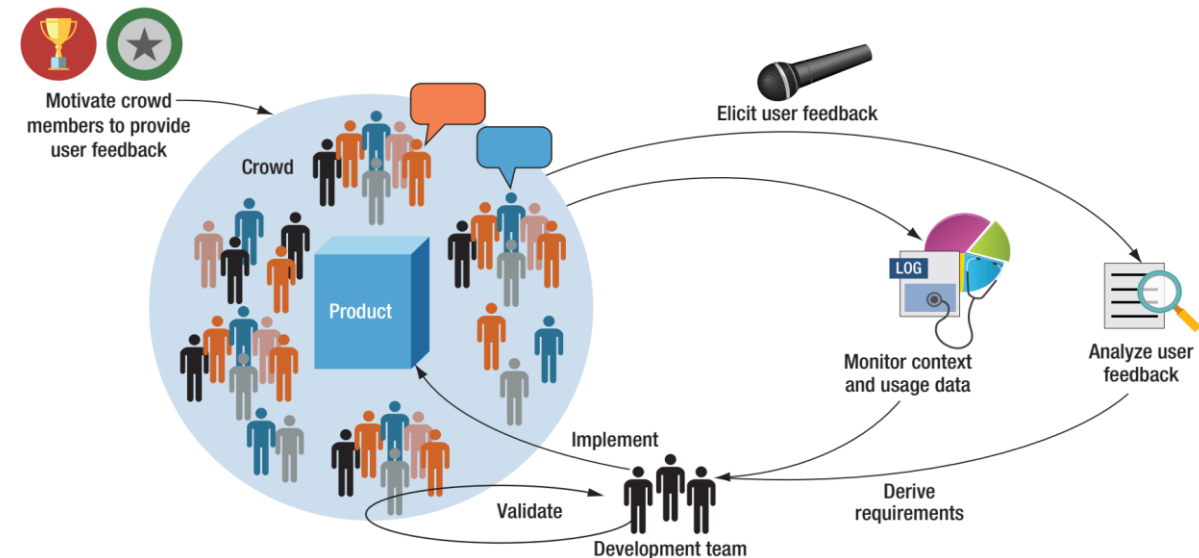 Motivate crowd
members to provide
user feedback
Crowd
Product
Elicit user feedback
LOG
Monitor context
and usage data
Analyze user
feedback
Implement
Validate
Derive
requirements
Development team